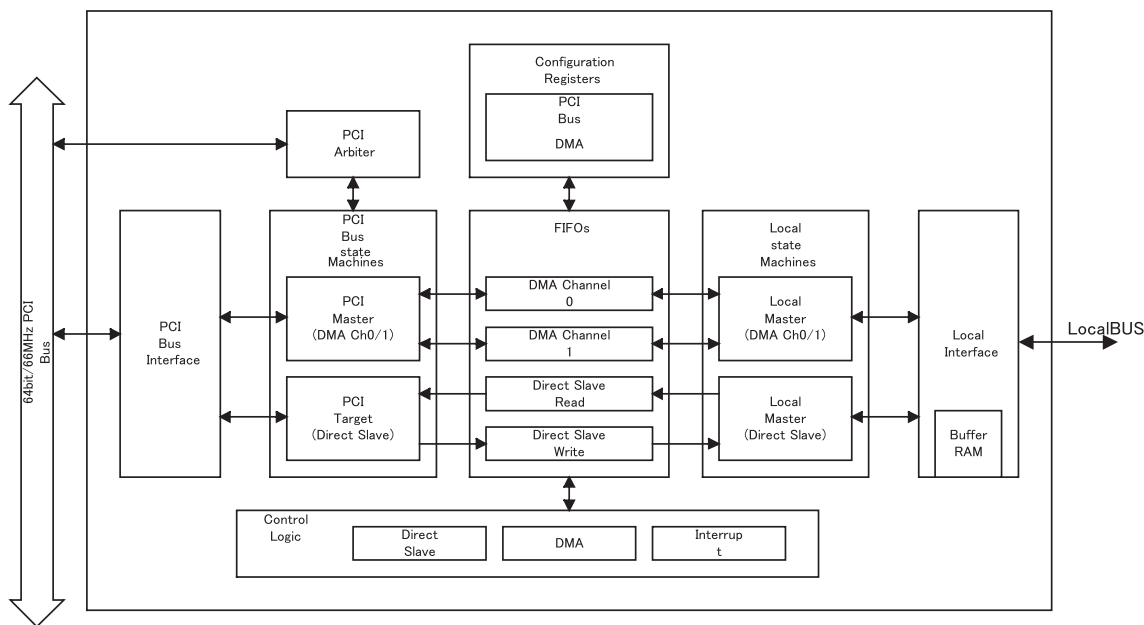 Configuration
Registers
PCI
Bus
DMA
PCI
Arbiter
64bit/66MHz PCI
Bus
PCI
Bus
Interface
PCI
Bus
state
Machines
PCI
Master
(DMA Ch0/1)
PCI
Target
(Direct Slave)
FIFOs
DMA Channel
0
DMA Channel
1
Direct Slave
Read
Direct Slave
Write
Local
state
Machines
Local
Master
(DMA Ch0/1)
Local
Master
(Direct Slave)
Local
Interface
Buffer
RAM
LocalBUS
Control
Logic
Direct
Slave
DMA
Interrup
t